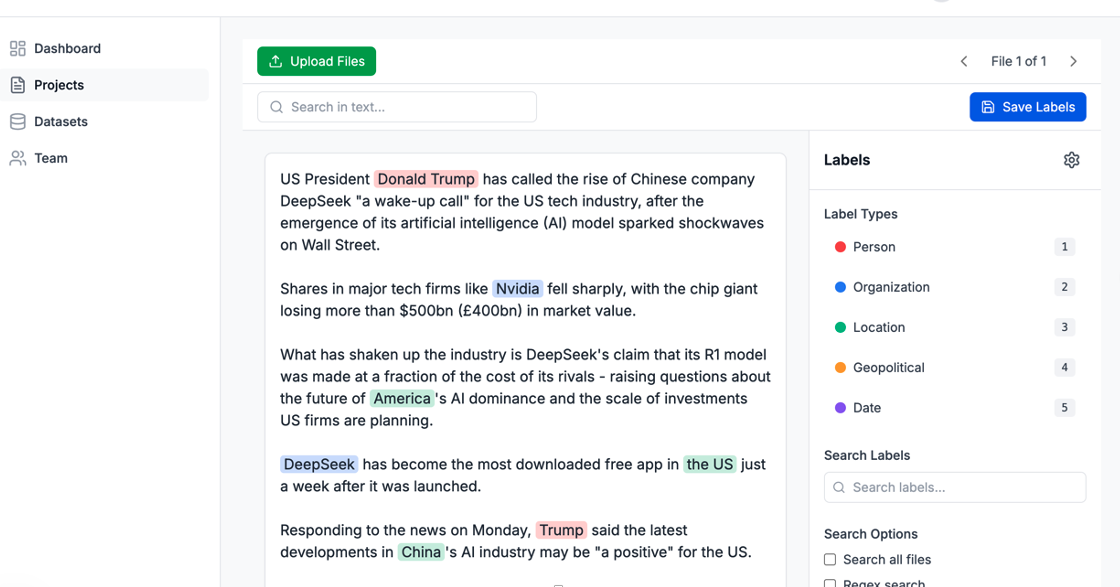 Dashboard
Projects
Datasets
Team
Upload Files
File 1 of 1
Search in text...
Save Labels
US President Donald Trump has called the rise of Chinese company
DeepSeek "a wake-up call" for the US tech industry, after the
emergence of its artificial intelligence (AI) model sparked shockwaves
on Wall Street.
Shares in major tech firms like Nvidia fell sharply, with the chip giant
losing more than $500bn (£400bn) in market value.
What has shaken up the industry is DeepSeek's claim that its R1 model
was made at a fraction of the cost of its rivals - raising questions about
the future of America 's AI dominance and the scale of investments
US firms are planning.
DeepSeek has become the most downloaded free app in the US just
a week after it was launched.
Responding to the news on Monday, Trump said the latest
developments in China 's AI industry may be "a positive" for the US.
Labels
Label Types
Person 1
Organization 2
Location 3
Geopolitical 4
Date 5
Search Labels
Search labels...
Search Options
Search all files
Regex search